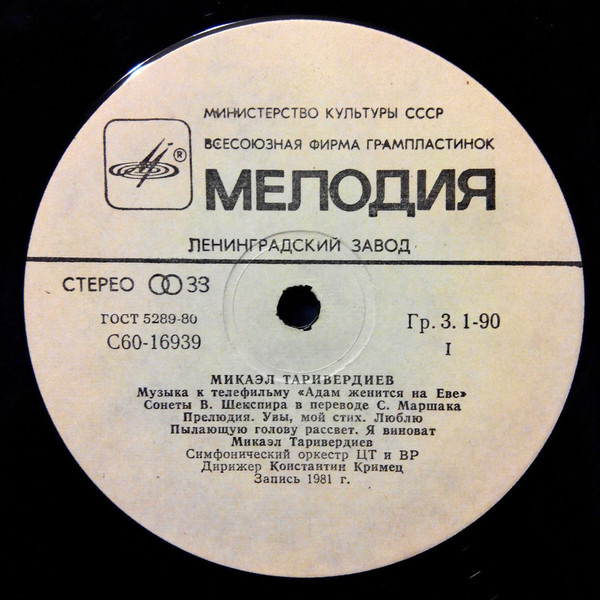 МИНИСТЕРСТВО КУЛЬТУРЫ СССР
ВСЕСОЮЗНАЯ ФИРМА ГРАМПЛАСТИНОК
®
МЕЛОДИЯ
ЛЕНИНГРАДСКИЙ ЗАВОД
СТЕРЕО 33
ГОСТ 5289-80
Гр. 3. 1-90
С60-16939
I
МИКАЭЛ ТАРИВЕРДИЕВ
Музыка к телефильму «Адам женится на Еве»
Сонеты В. Шекспира в переводе С. Маршака
Прелюдия. Увы, мой стих. Люблю
Пылающую голову рассвет. Я виноват
Микаэл Таривердиев
Симфонический оркестр ЦТ и ВР
Дирижер Константин Кримец
Запись 1981 г.